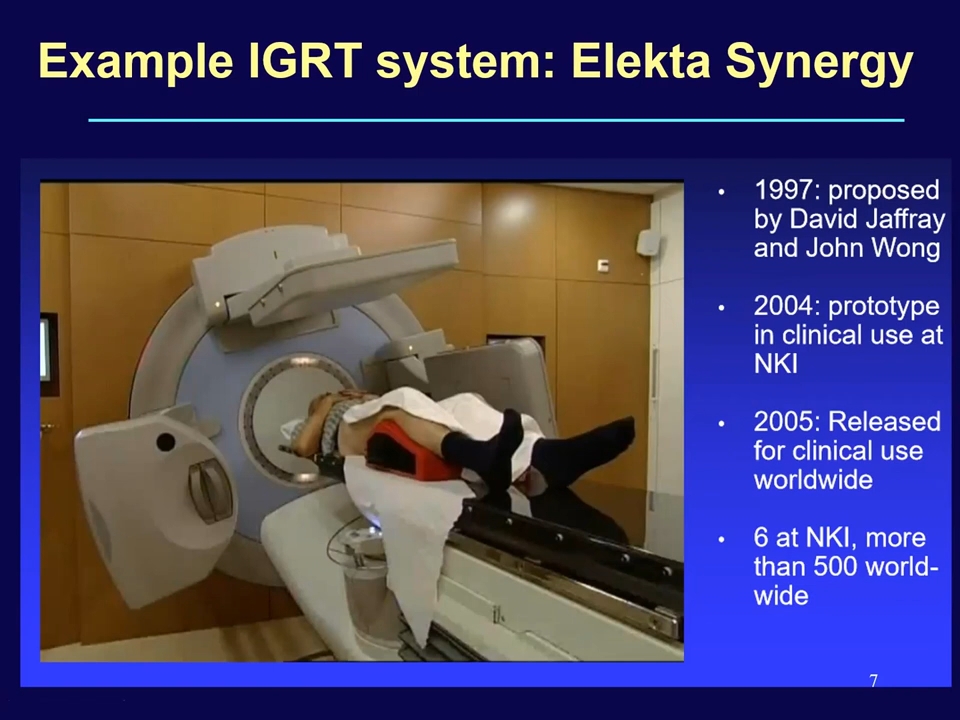 Example IGRT system: Elekta Synergy
• 1997: proposed
by David Jaffray
and John Wong
• 2004: prototype
in clinical use at
NKI
• 2005: Released
for clinical use
worldwide
• 6 at NKI, more
than 500 world-
wide
7